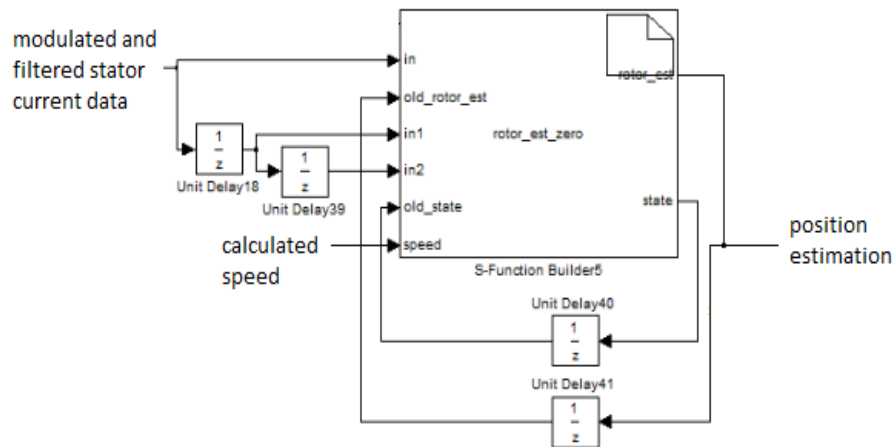 modulated and
filtered stator
current data
in
old_rotor_est
in1
in2
old_state
speed
rotor_est_zero
rotor_est
state
1
z
Unit Delay18
1
z
Unit Delay39
calculated
speed
S-Function Builder5
position
estimation
Unit Delay40
1
z
Unit Delay41
1
z